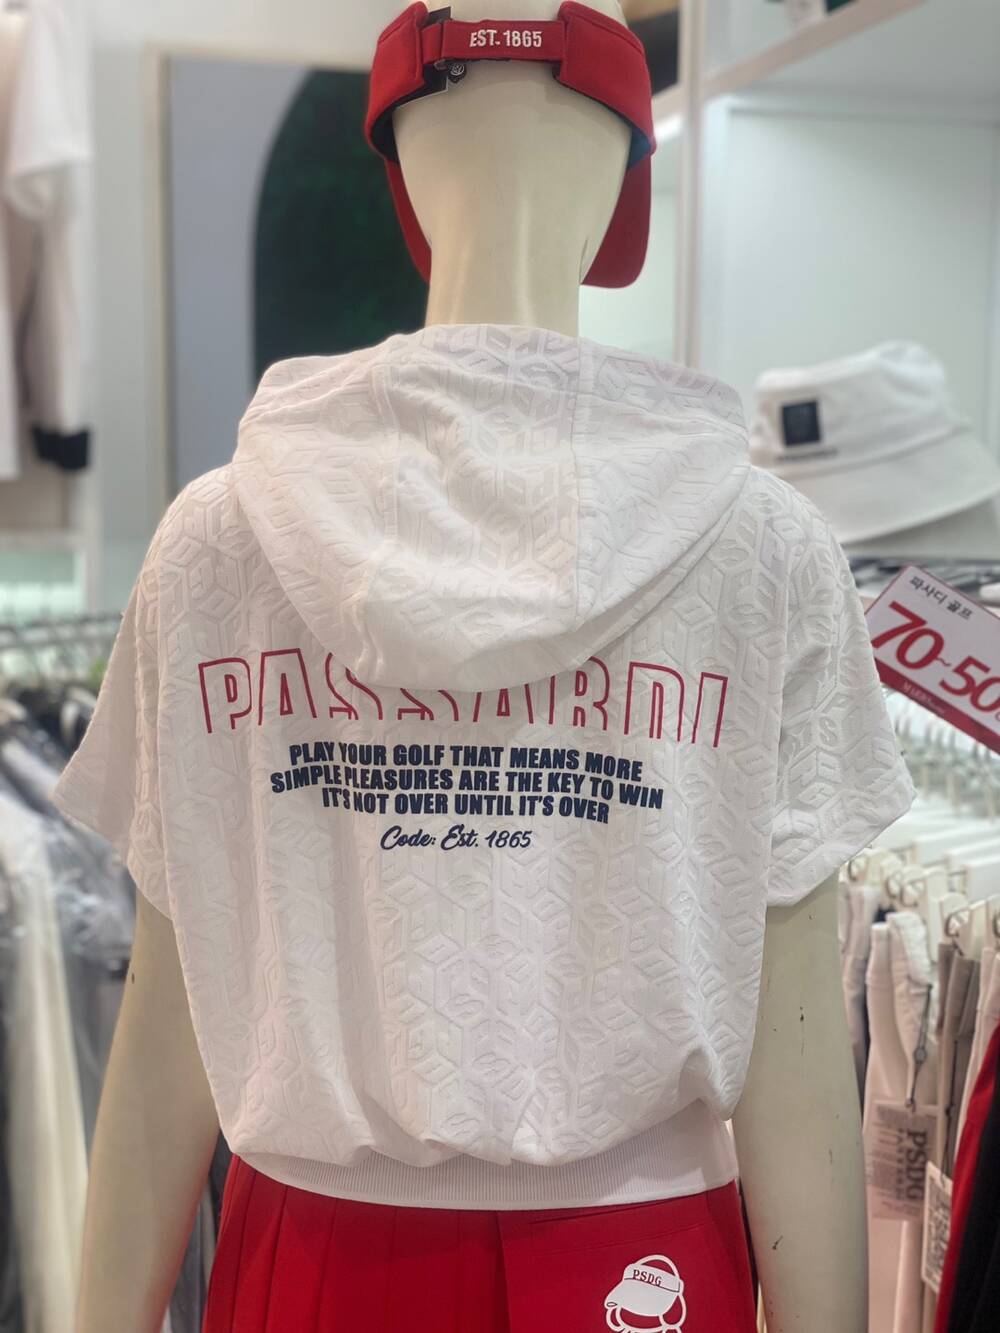 EST. 1865
파사디 골프
70~50
PASSARDI
PLAY YOUR GOLF THAT MEANS MORE
SIMPLE PLEASURES ARE THE KEY TO WIN
IT'S NOT OVER UNTIL IT'S OVER
Code: Est. 1865
PSDG
PSDG